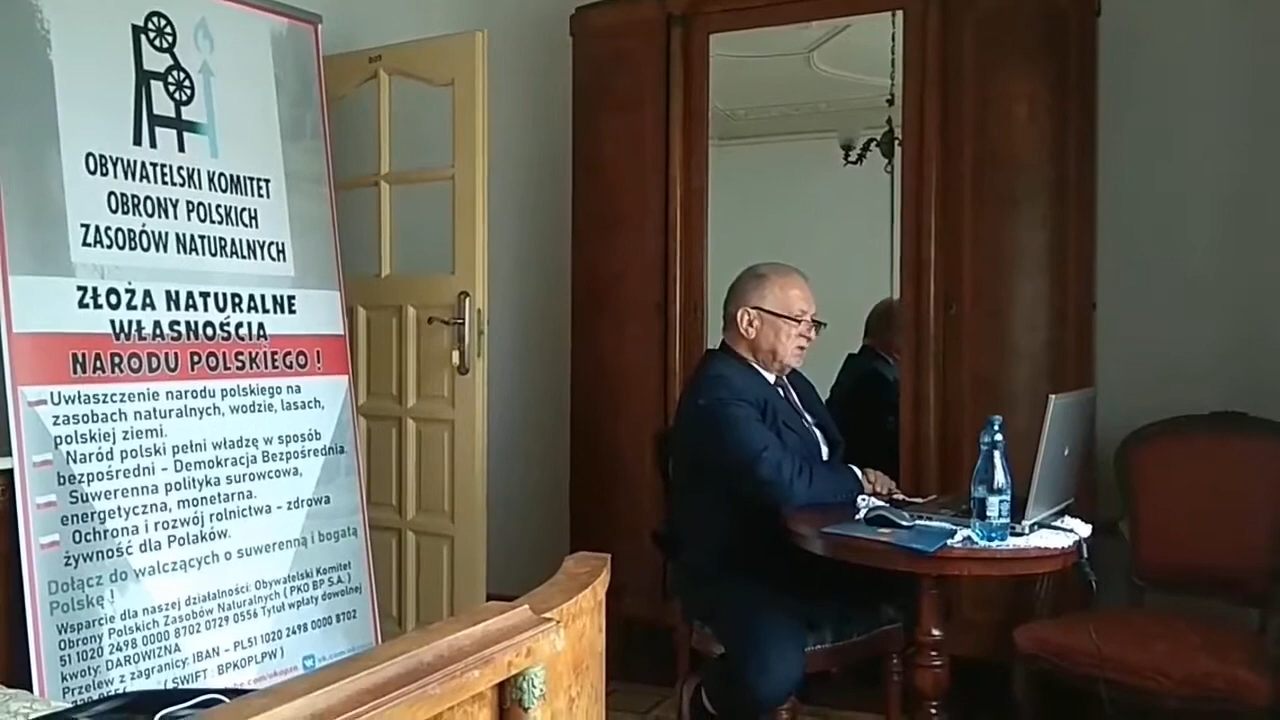 OBYWATELSKI KOMITET
OBRONY POLSKICH
ZASOBÓW NATURALNYCH
ZŁOŻA NATURALNE
WŁASNOŚCIĄ
NARODU POLSKIEGO !
Uwłaszczenie narodu polskiego na
zasobach naturalnych, wodzie, lasach,
polskiej ziemi.
Naród polski pełni władzę w sposób
bezpośredni – Demokracja Bezpośrednia.
Suwerenna polityka surowcowa,
energetyczna, monetarna.
Ochrona i rozwój rolnictwa – zdrowa
żywność dla Polaków.
Dołącz do walczących o suwerenną i bogatą
Polskę !
Wsparcie dla naszej działalności: Obywatelski Komitet
Obrony Polskich Zasobów Naturalnych ( PKO BP S.A. )
51 1020 2498 0000 8702 0729 0556 Tytuł wpłaty dowolnej
kwoty: DAROWIZNA
Przelew z zagranicy: IBAN – PL51 1020 2498 0000 8702
( SWIFT : BPKOPLPW )